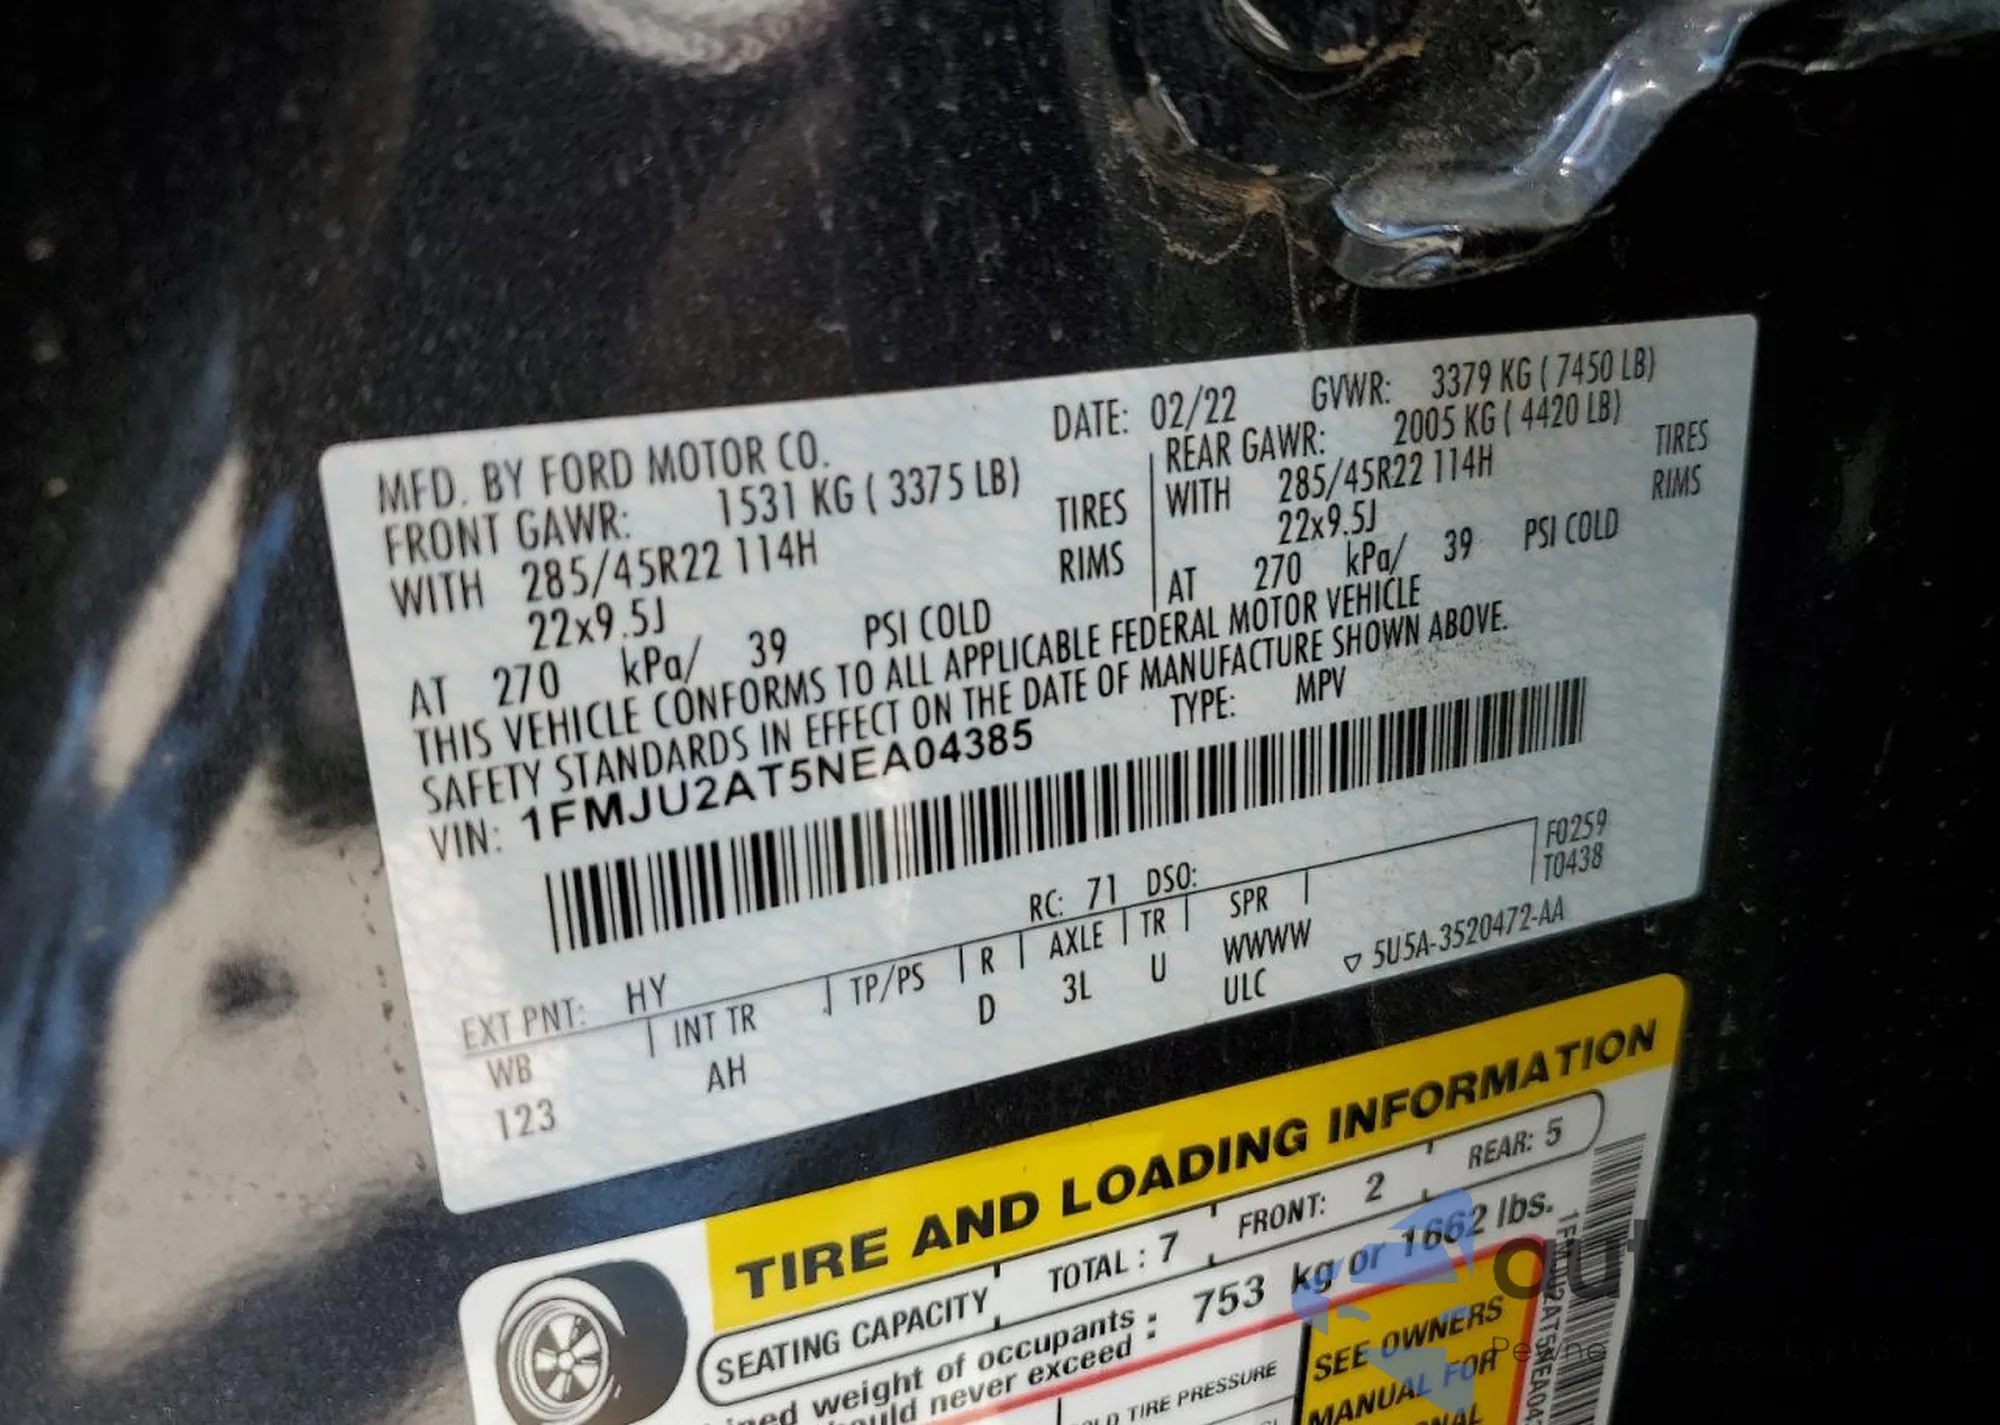 MFD. BY FORD MOTOR CO. DATE: 02/22 GVWR: 3379 KG ( 7450 LB)
FRONT GAWR: 1531 KG ( 3375 LB) REAR GAWR: 2005 KG ( 4420 LB)
WITH 285/45R22 114H TIRES WITH 285/45R22 114H TIRES
22x9.5J RIMS 22x9.5J RIMS
AT 270 kPa/ 39 PSI COLD AT 270 kPa/ 39 PSI COLD
THIS VEHICLE CONFORMS TO ALL APPLICABLE FEDERAL MOTOR VEHICLE
SAFETY STANDARDS IN EFFECT ON THE DATE OF MANUFACTURE SHOWN ABOVE.
VIN: 1FMJU2AT5NEA04385 TYPE: MPV
F0259
T0438
EXT PNT: HY RC: 71 DSO:
WB INT TR TP/PS R AXLE TR SPR
123 AH D 3L U WWWW
ULC
▽ 5U5A-3520472-AA
TIRE AND LOADING INFORMATION
SEATING CAPACITY TOTAL : 7 FRONT: 2 REAR: 5
weight of occupants : 753 kg or 1662 lbs.
never exceed
TIRE PRESSURE
SEE OWNERS
MANUAL FOR